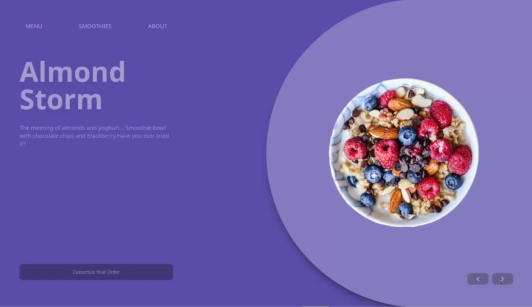 MENU SMOOTHIES ABOUT
Almond
Storm
The meeting of almonds and yoghurt... Smoothie bowl
with chocolate chips and blackberry Have you ever tried
it?
Customize Your Order